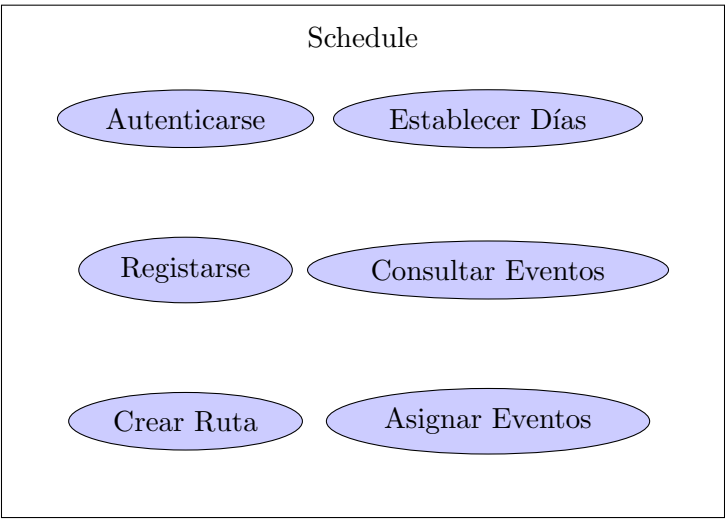 Schedule
Autenticarse
Establecer Días
Registarse
Consultar Eventos
Crear Ruta
Asignar Eventos